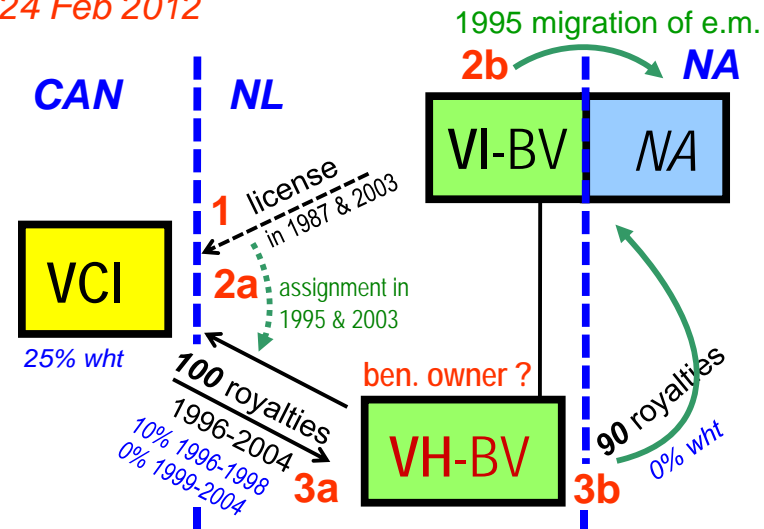 24 Feb 2012
1995 migration of e.m.
CAN
NL
2b
NA
VI-BV
NA
1 license
in 1987 & 2003
VCI
2a
assignment in
1995 & 2003
25% wht
100 royalties
1996-2004
10% 1996-1998
0% 1999-2004
3a
ben. owner ?
VH-BV
90 royalties
0% wht
3b